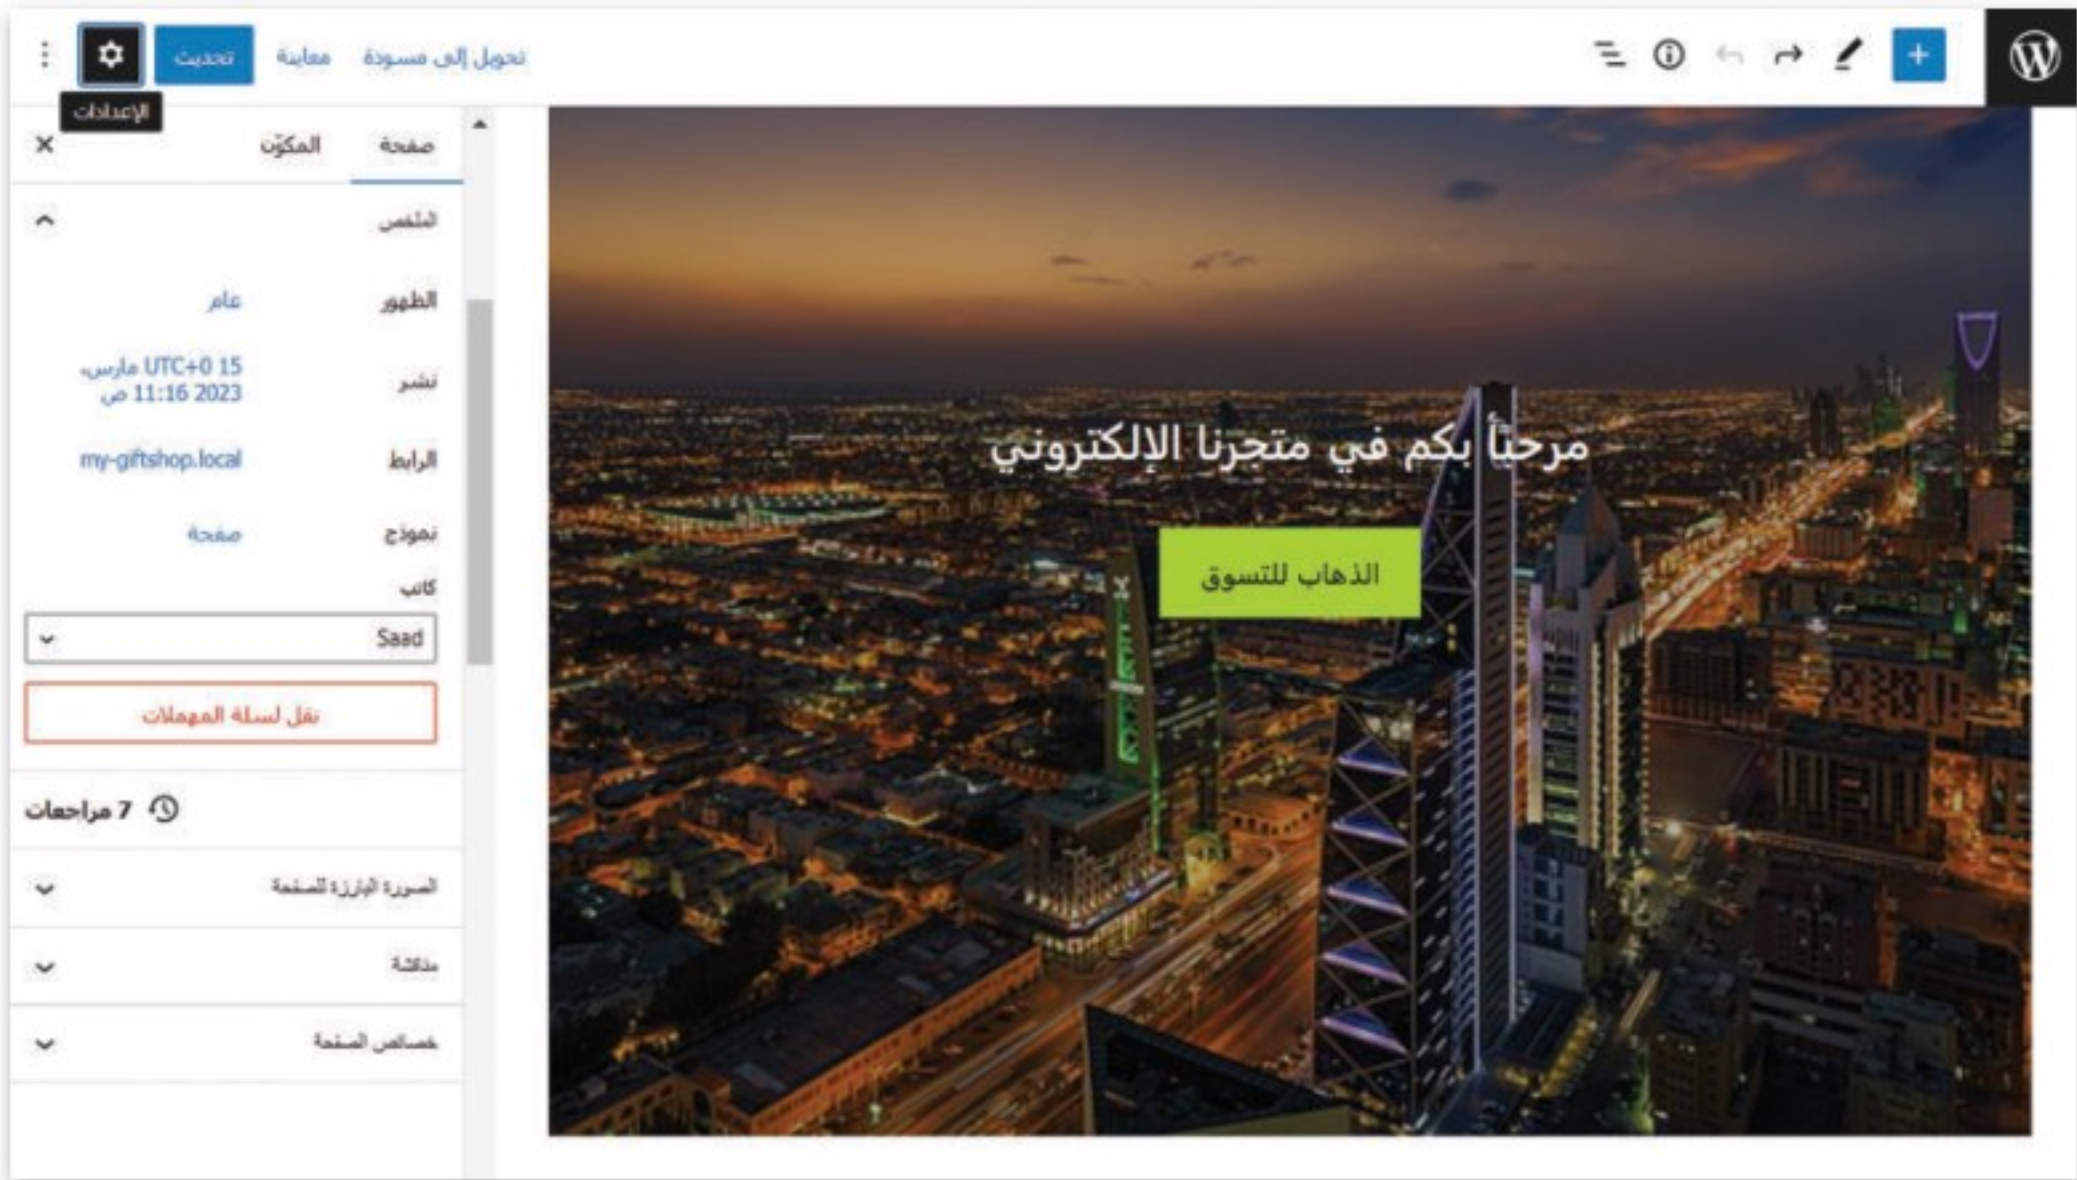 تحويل إلى مسودة
معاينة
تحديث
الإعدادات
صفحة
المكوّن
الملخص
الظهور
عام
نشر
15 UTC+0 مارس،
2023 11:16 ص
الرابط
my-giftshop.local
نموذج
صفحة
كاتب
Saad
نقل لسلة المهملات
7 مراجعات
الصورة البارزة للصفحة
مناقشة
خصائص الصفحة
مرحبًأ بكم في متجرنا الإلكتروني
الذهاب للتسوق